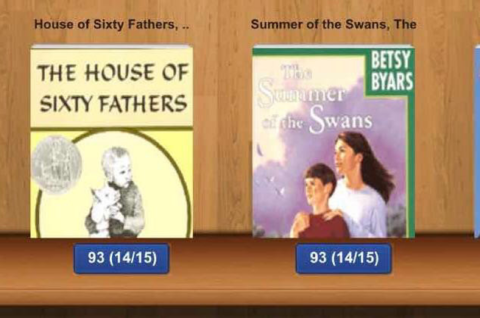 House of Sixty Fathers, ..
THE HOUSE OF
SIXTY FATHERS
93 (14/15)
Summer of the Swans, The
BETSY
BYARS
The
Summer
of the Swans
93 (14/15)